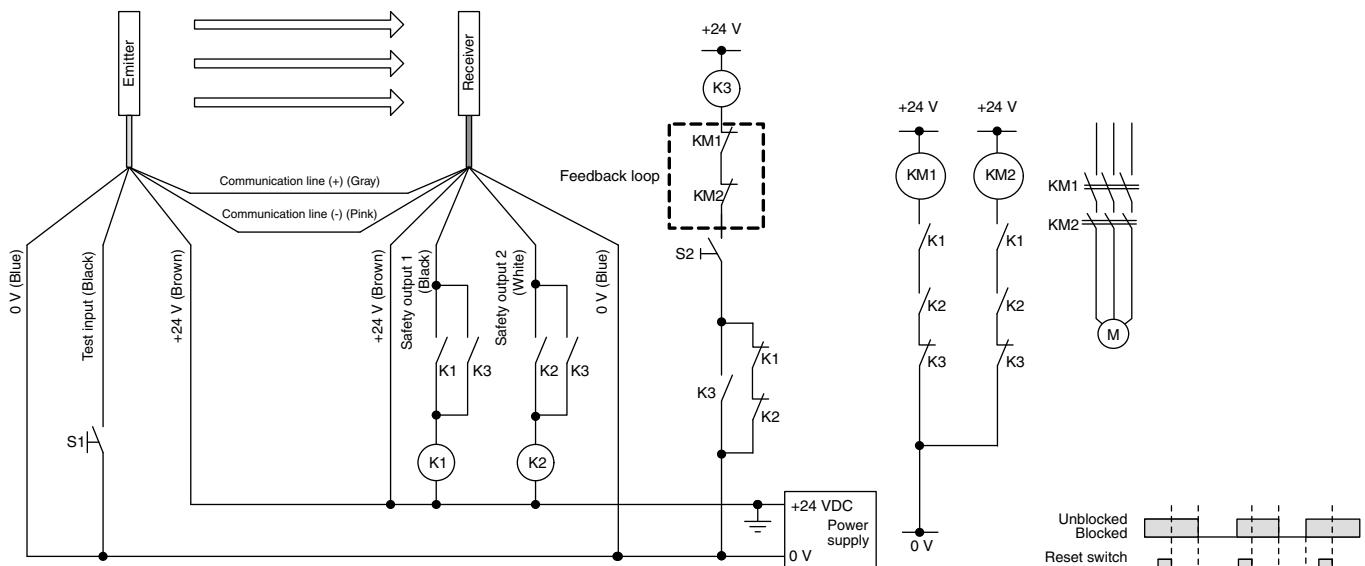 Emitter
Receiver
Communication line (+) (Gray)
Communication line (-) (Pink)
0 V (Blue)
Test input (Black)
+24 V (Brown)
+24 V (Brown)
Safety output 1
(Black)
Safety output 2
(White)
0 V (Blue)
S1
K1
K3
K2
K3
K1
K2
+24 V
K3
Feedback loop
KM1
KM2
S2
K3
K1
K2
+24 VDC
Power
supply
0 V
+24 V
+24 V
KM1
KM2
K1
K1
K2
K2
K3
K3
0 V
KM1
KM2
M
Unblocked
Blocked
Reset switch